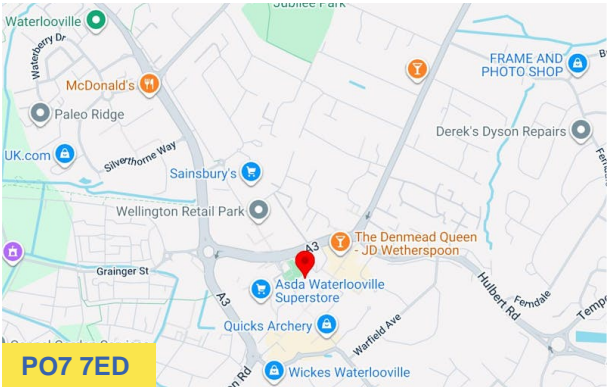 Jubilee Park
Waterlooville
Waterberry Dr
FRAME AND
PHOTO SHOP
McDonald's
Paleo Ridge
Derek's Dyson Repairs
UK.com
Silverthorne Way
Sainsbury's
Wellington Retail Park
A3
The Denmead Queen
- JD Wetherspoon
Grainger St
Hulbert Rd
Asda Waterlooville
Superstore
A3
Ferndale
Quicks Archery
Warfield Ave
PO7 7ED
Wickes Waterlooville